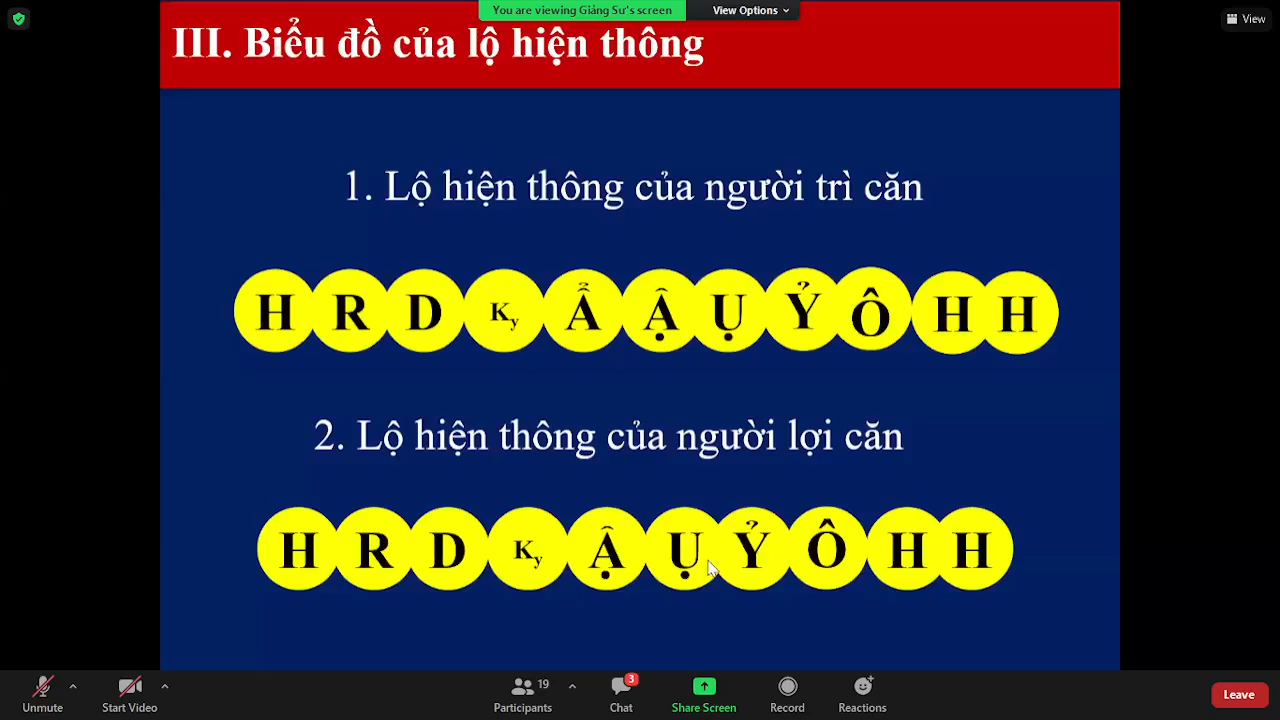 You are viewing Giảng Sư's screen
View Options
View
III. Biểu đồ của lộ hiện thông
1. Lộ hiện thông của người trì căn
H R D Ky Ẩ Ậ Ụ Ỷ Ô H H
2. Lộ hiện thông của người lợi căn
H R D Ky Ậ Ụ Ỷ Ô H H
19
3
Unmute
Start Video
Participants
Chat
Share Screen
Record
Reactions
Leave